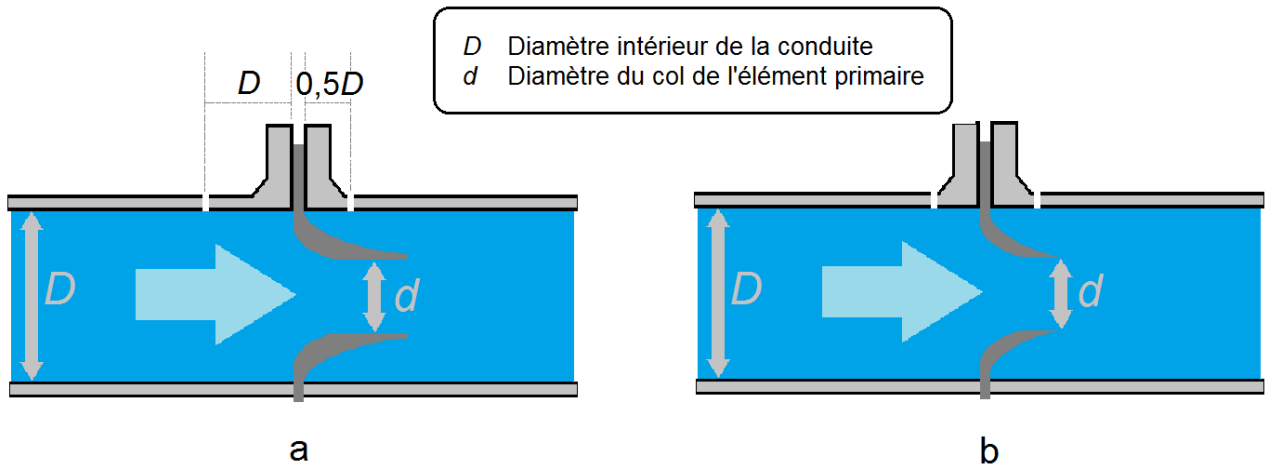 D Diamètre intérieur de la conduite
d Diamètre du col de l'élément primaire
D 0,5D
D
d
D
d
a
b